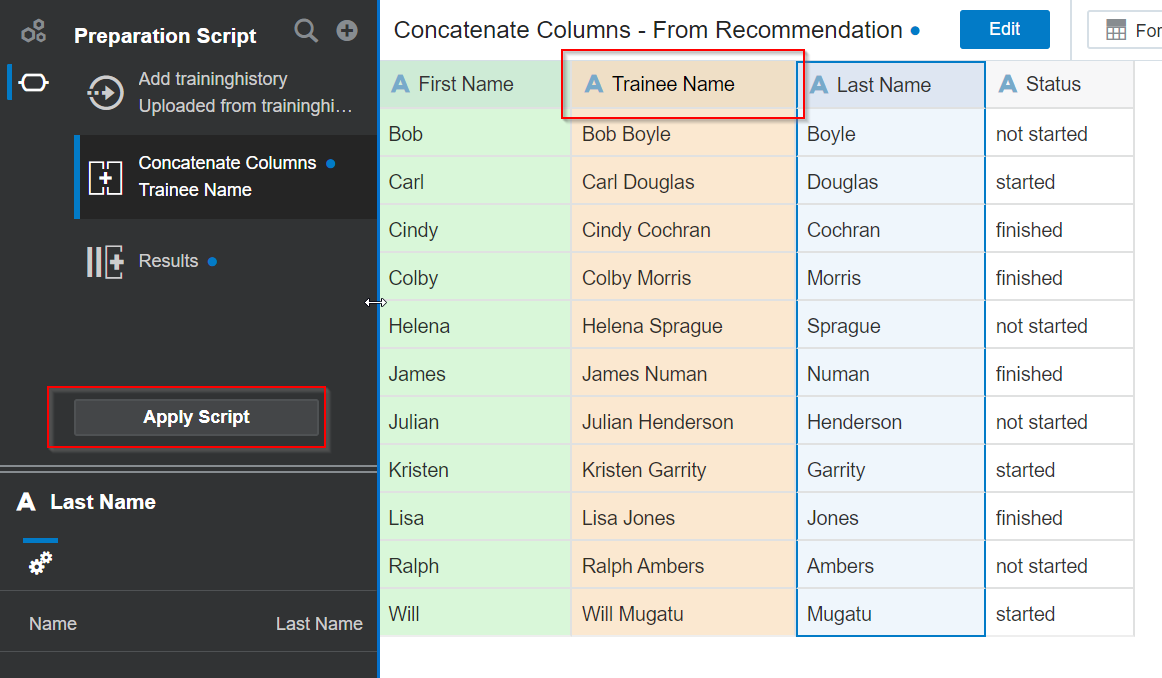 Preparation Script
Add traininghistory
Uploaded from traininghi...
Concatenate Columns
Trainee Name
Results
Apply Script
A Last Name
Name Last Name
Concatenate Columns - From Recommendation
Edit
For
A First Name A Trainee Name A Last Name A Status
Bob Bob Boyle Boyle not started
Carl Carl Douglas Douglas started
Cindy Cindy Cochran Cochran finished
Colby Colby Morris Morris finished
Helena Helena Sprague Sprague not started
James James Numan Numan finished
Julian Julian Henderson Henderson not started
Kristen Kristen Garrity Garrity started
Lisa Lisa Jones Jones finished
Ralph Ralph Ambers Ambers not started
Will Will Mugatu Mugatu started